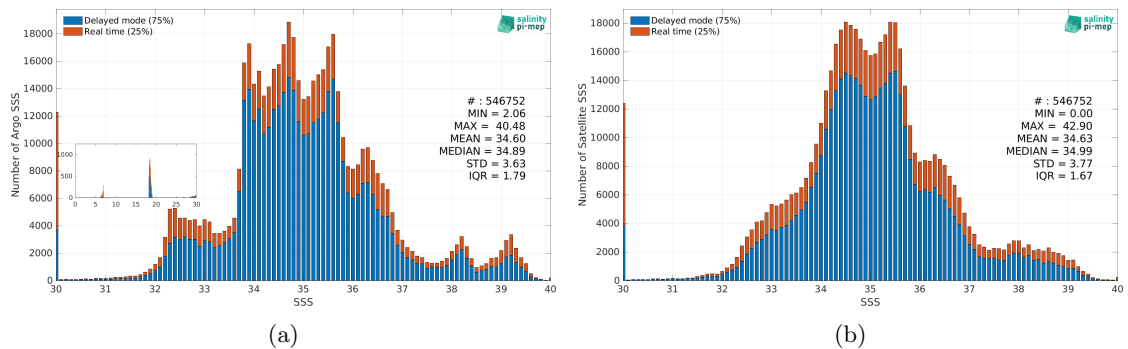 Delayed mode (75%)
Real time (25%)
salinity
pi-mep
18000
16000
14000
12000
10000
8000
6000
4000
2000
0
Number of Argo SSS
# : 546752
MIN = 2.06
MAX = 40.48
MEAN = 34.60
MEDIAN = 34.89
STD = 3.63
IQR = 1.79
1000
500
0
0 5 10 15 20 25 30
30 31 32 33 34 35 36 37 38 39 40
SSS
(a)
Delayed mode (75%)
Real time (25%)
salinity
pi-mep
18000
16000
14000
12000
10000
8000
6000
4000
2000
0
Number of Satellite SSS
# : 546752
MIN = 0.00
MAX = 42.90
MEAN = 34.63
MEDIAN = 34.99
STD = 3.77
IQR = 1.67
30 31 32 33 34 35 36 37 38 39 40
SSS
(b)